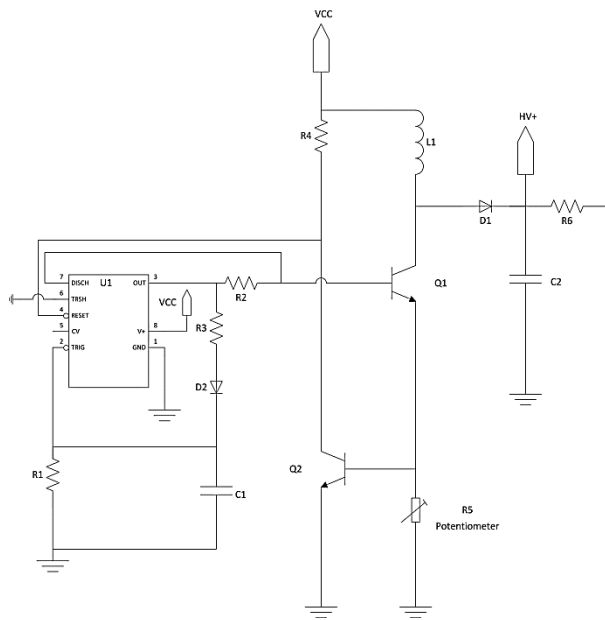 VCC
HV+
R4
L1
D1
R6
7
DISCH
U1
OUT
3
R2
Q1
C2
6
TRSH
VCC
4
RESET
R3
5
CV
V+
8
2
TRIG
GND
1
D2
R1
C1
Q2
R5
Potentiometer